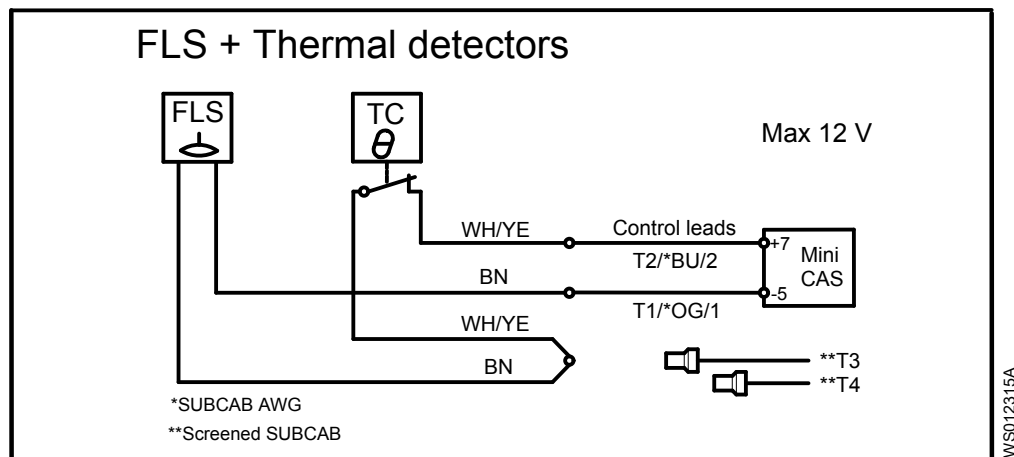 FLS + Thermal detectors
FLS
TC
θ
Max 12 V
WH/YE
Control leads
+7
Mini
CAS
T2/*BU/2
BN
-5
T1/*OG/1
WH/YE
BN
**T3
**T4
*SUBCAB AWG
**Screened SUBCAB
WS012315A